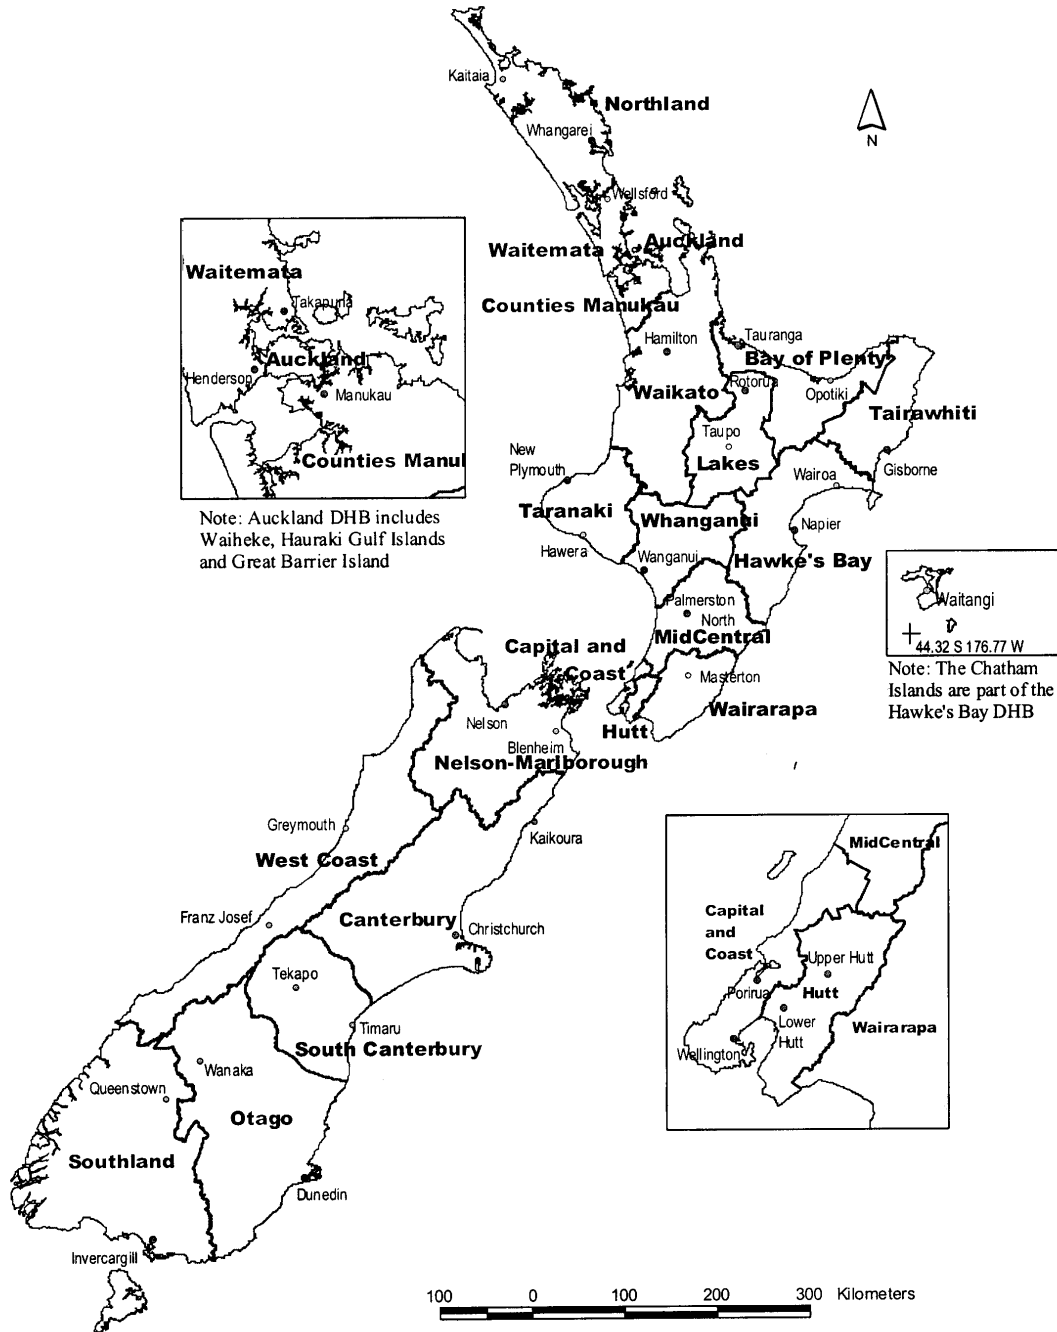 Kaitaia
Northland
Whangarei
N
Wellsford
Waitemata
Auckland
Counties Manukau
Waitemata
Takapuna
Auckland
Henderson
Manukau
Counties Manul
Note: Auckland DHB includes
Waiheke, Hauraki Gulf Islands
and Great Barrier Island
Hamilton
Tauranga
Bay of Plenty
Waikato
Rotorua
Opotiki
Tairawhiti
Taupo
Lakes
New
Plymouth
Wairoa
Gisborne
Taranaki
Whanganui
Napier
Hawera
Wanganui
Hawke's Bay
Waitangi
44.32 S 176.77 W
Note: The Chatham
Islands are part of the
Hawke's Bay DHB
Palmerston
North
MidCentral
Capital and
Coast
Masterton
Wairarapa
Nelson
Hutt
Blenheim
Nelson-Marlborough
Greymouth
Kaikoura
West Coast
MidCentral
Capital
and
Coast
Upper Hutt
Porirua
Hutt
Lower
Hutt
Wairarapa
Wellington
Franz Josef
Canterbury
Christchurch
Tekapo
Timaru
South Canterbury
Wanaka
Queenstown
Otago
Southland
Dunedin
Invercargill
100 0 100 200 300 Kilometers